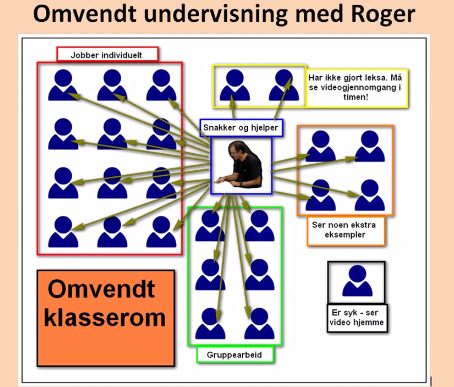 Omvendt undervisning med Roger
Jobber individuelt
Har ikke gjort leksa. Må
se videogjennomgang i
timen!
Snakker og hjelper
Ser noen ekstra
eksempler
Omvendt
klasserom
Er syk - ser
video hjemme
Gruppearbeid